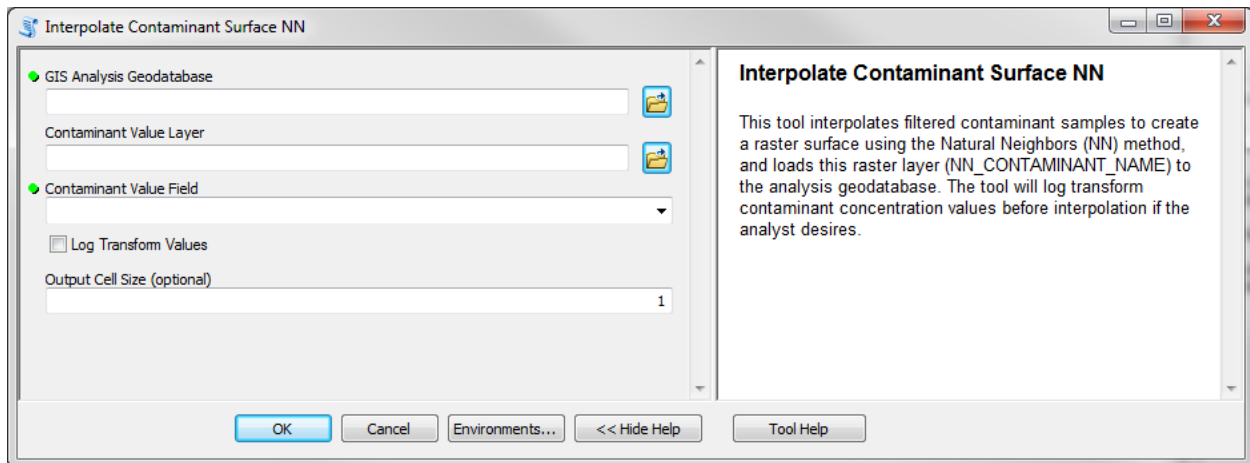 Interpolate Contaminant Surface NN
GIS Analysis Geodatabase
Contaminant Value Layer
Contaminant Value Field
Log Transform Values
Output Cell Size (optional)
1
Interpolate Contaminant Surface NN
This tool interpolates filtered contaminant samples to create
a raster surface using the Natural Neighbors (NN) method,
and loads this raster layer (NN_CONTAMINANT_NAME) to
the analysis geodatabase. The tool will log transform
contaminant concentration values before interpolation if the
analyst desires.
OK
Cancel
Environments...
<< Hide Help
Tool Help